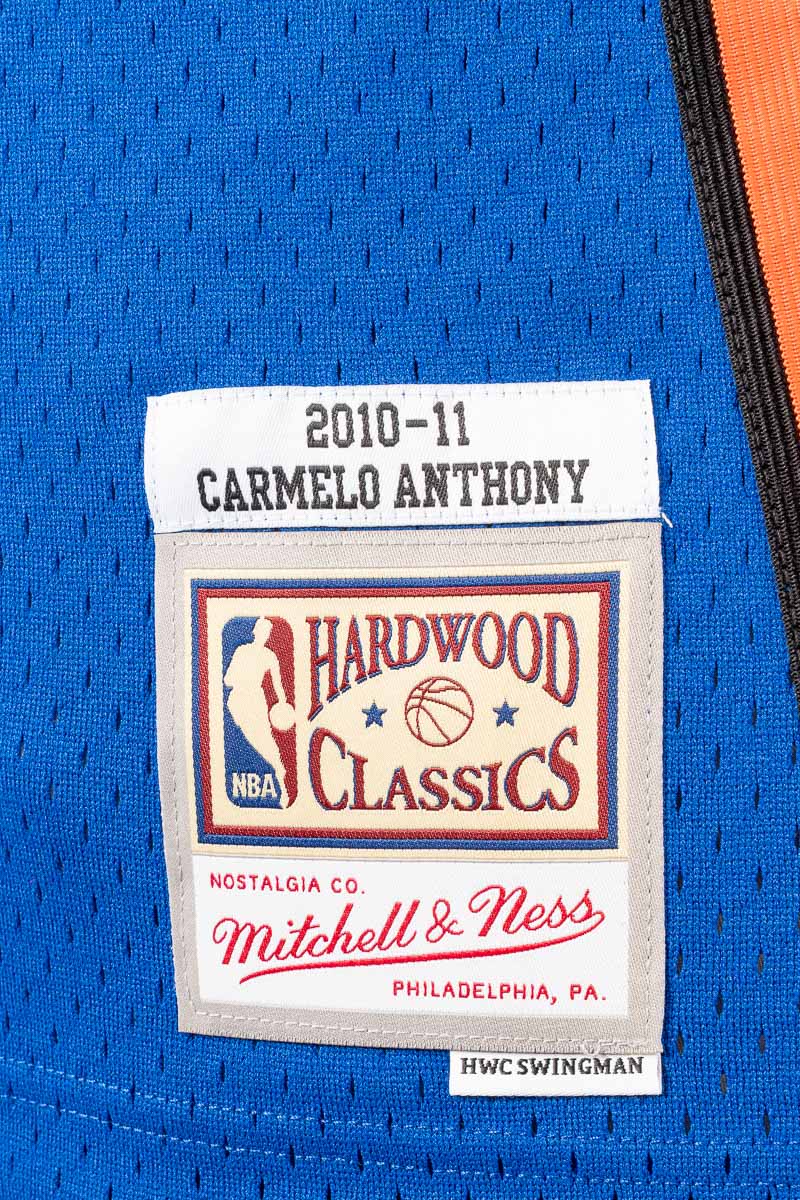 2010-11
CARMELO ANTHONY
HARDWOOD
CLASSICS
NBA
NOSTALGIA CO.
Mitchell & Ness
PHILADELPHIA, PA.
HWC SWINGMAN